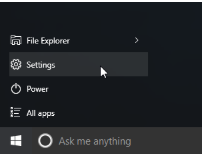 File Explorer
Settings
Power
All apps
Ask me anything